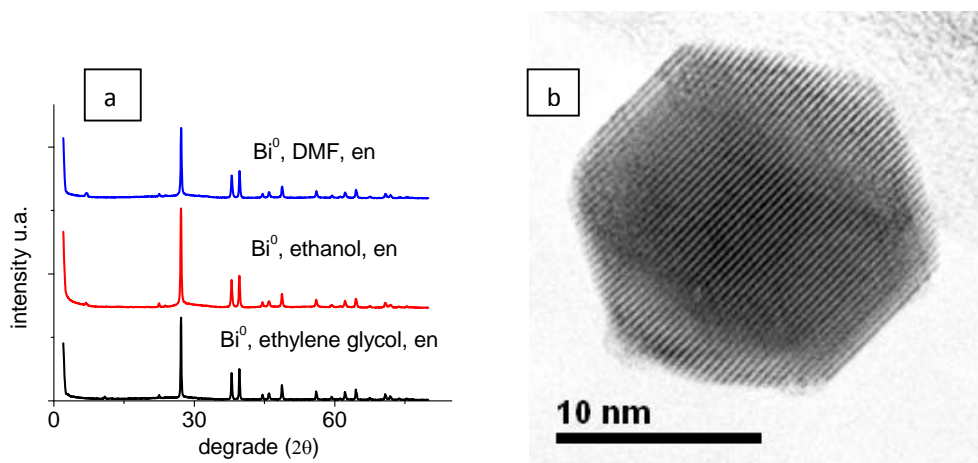 a
Bi⁰, DMF, en
Bi⁰, ethanol, en
Bi⁰, ethylene glycol, en
intensity u.a.
0 30 60
degrade (2θ)
b
10 nm